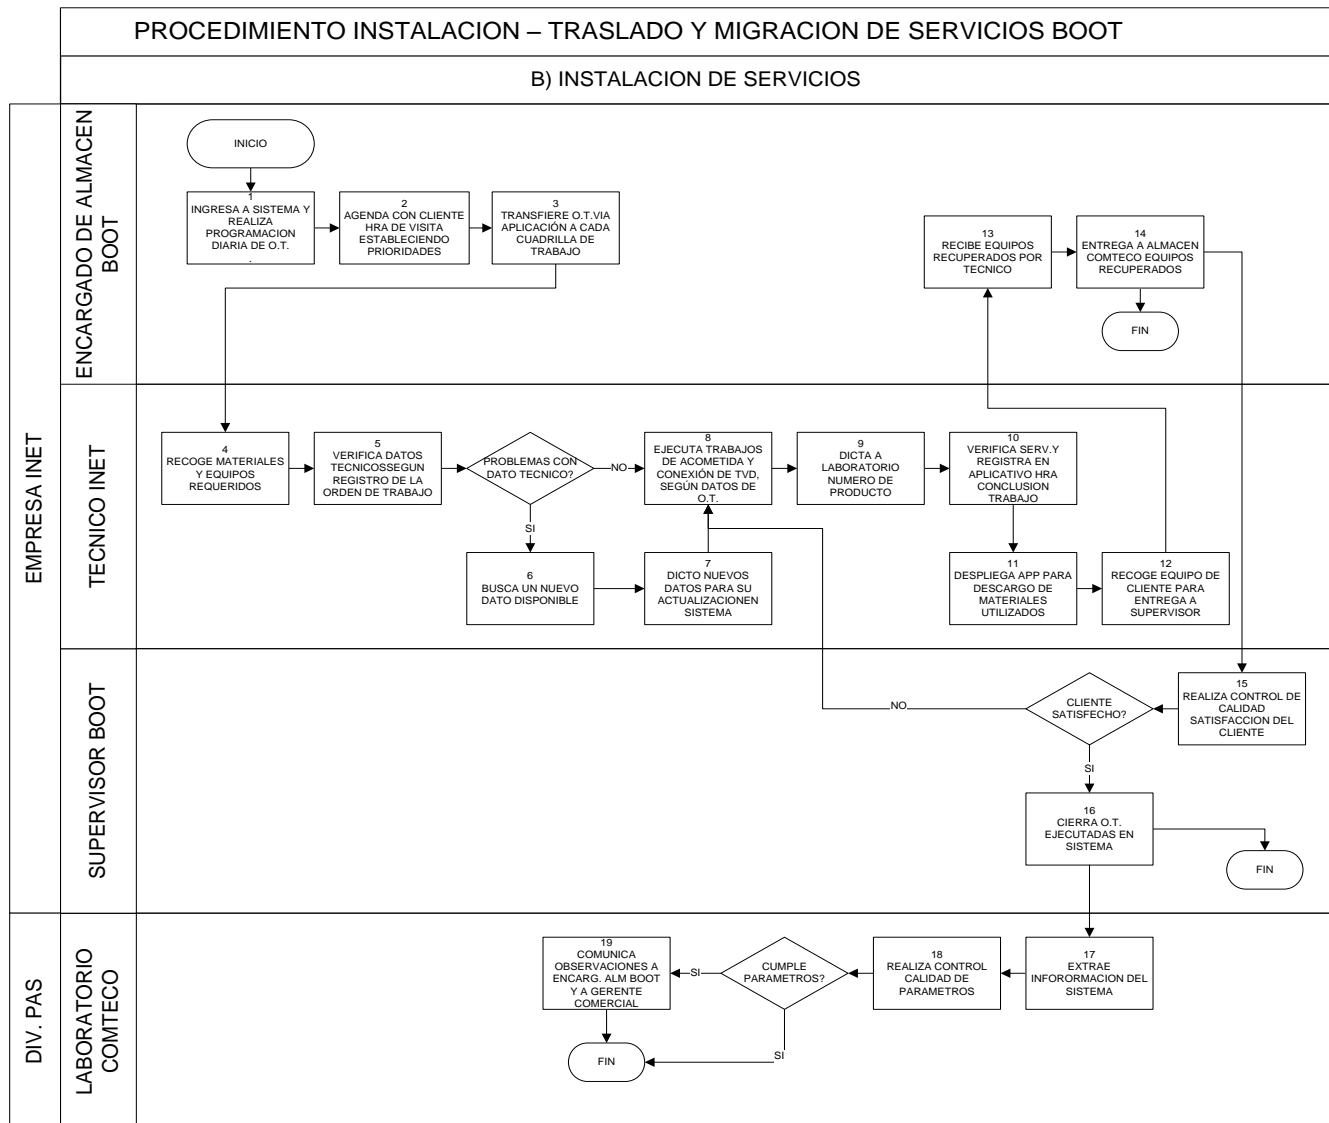 PROCEDIMIENTO INSTALACION – TRASLADO Y MIGRACION DE SERVICIOS BOOT
B) INSTALACION DE SERVICIOS
EMPRESA INET
ENCARGADO DE ALMACEN
BOOT
INICIO
1
INGRESA A SISTEMA Y
REALIZA
PROGRAMACION
DIARIA DE O.T.
.
2
AGENDA CON CLIENTE
HRA DE VISITA
ESTABLECIENDO
PRIORIDADES
3
TRANSFIERE O.T.VIA
APLICACIÓN A CADA
CUADRILLA DE
TRABAJO
13
RECIBE EQUIPOS
RECUPERADOS POR
TECNICO
14
ENTREGA A ALMACEN
COMTECO EQUIPOS
RECUPERADOS
FIN
TECNICO INET
4
RECOGE MATERIALES
Y EQUIPOS
REQUERIDOS
5
VERIFICA DATOS
TECNICOSSEGUN
REGISTRO DE LA
ORDEN DE TRABAJO
PROBLEMAS CON
DATO TECNICO?
NO
SI
6
BUSCA UN NUEVO
DATO DISPONIBLE
7
DICTO NUEVOS
DATOS PARA SU
ACTUALIZACIONEN
SISTEMA
8
EJECUTA TRABAJOS
DE ACOMETIDA Y
CONEXIÓN DE TVD,
SEGÚN DATOS DE
O.T.
9
DICTA A
LABORATORIO
NUMERO DE
PRODUCTO
10
VERIFICA SERV.Y
REGISTRA EN
APLICATIVO HRA
CONCLUSION
TRABAJO
11
DESPLIEGA APP PARA
DESCARGO DE
MATERIALES
UTILIZADOS
12
RECOGE EQUIPO DE
CLIENTE PARA
ENTREGA A
SUPERVISOR
SUPERVISOR BOOT
15
REALIZA CONTROL DE
CALIDAD
SATISFACCION DEL
CLIENTE
CLIENTE
SATISFECHO?
NO
SI
16
CIERRA O.T.
EJECUTADAS EN
SISTEMA
FIN
DIV. PAS
LABORATORIO
COMTECO
17
EXTRAE
INFORORMACION DEL
SISTEMA
18
REALIZA CONTROL
CALIDAD DE
PARAMETROS
CUMPLE
PARAMETROS?
SI
SI
19
COMUNICA
OBSERVACIONES A
ENCARG. ALM BOOT
Y A GERENTE
COMERCIAL
FIN